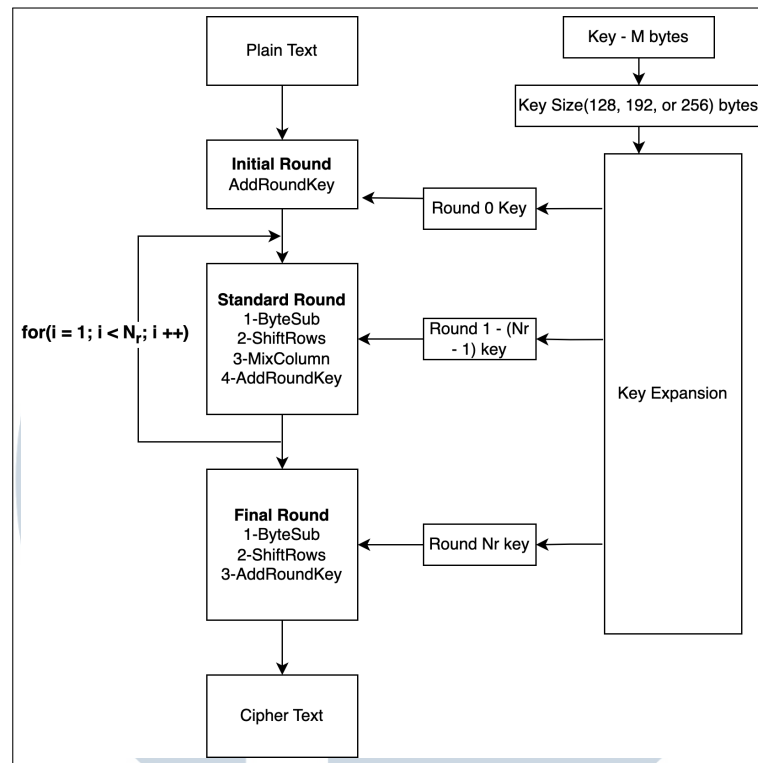 Plain Text
Key - M bytes
Key Size(128, 192, or 256) bytes
Initial Round
AddRoundKey
Round 0 Key
for(i = 1; i < Nr; i ++)
Standard Round
1-ByteSub
2-ShiftRows
3-MixColumn
4-AddRoundKey
Round 1 - (Nr
- 1) key
Key Expansion
Final Round
1-ByteSub
2-ShiftRows
3-AddRoundKey
Round Nr key
Cipher Text